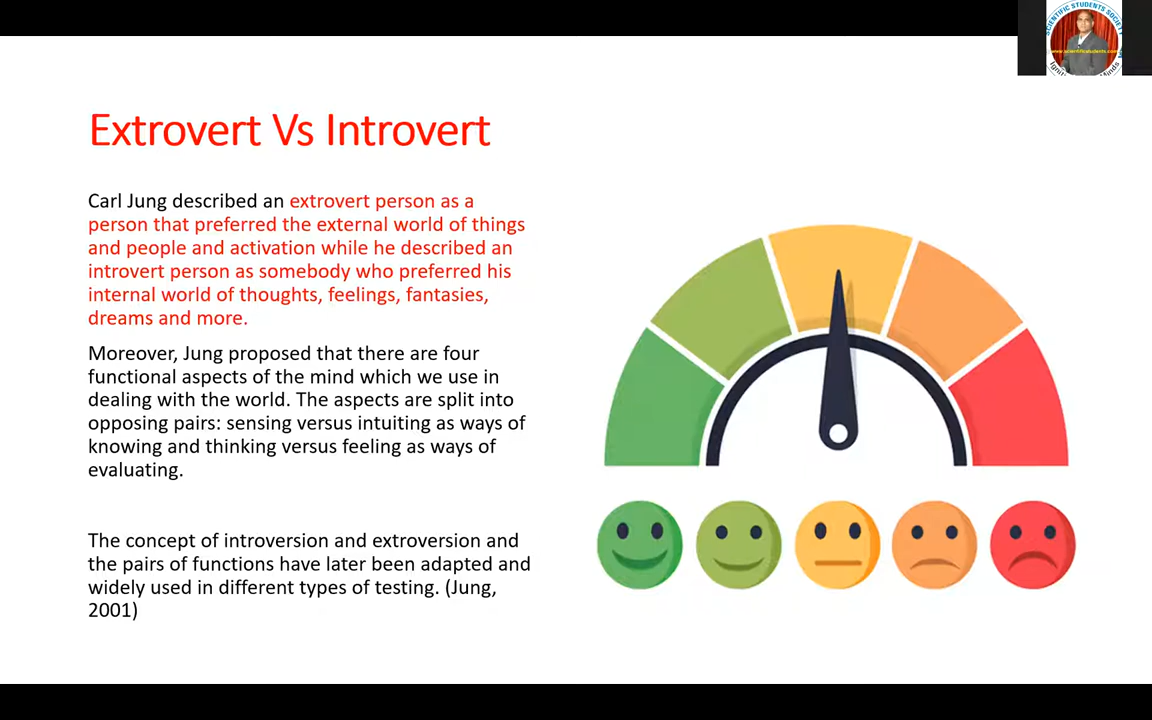 SCIENTIFIC STUDENTS SOCIETY
Extrovert Vs Introvert
Carl Jung described an extrovert person as a
person that preferred the external world of things
and people and activation while he described an
introvert person as somebody who preferred his
internal world of thoughts, feelings, fantasies,
dreams and more.
Moreover, Jung proposed that there are four
functional aspects of the mind which we use in
dealing with the world. The aspects are split into
opposing pairs: sensing versus intuiting as ways of
knowing and thinking versus feeling as ways of
evaluating.
The concept of introversion and extroversion and
the pairs of functions have later been adapted and
widely used in different types of testing. (Jung,
2001)